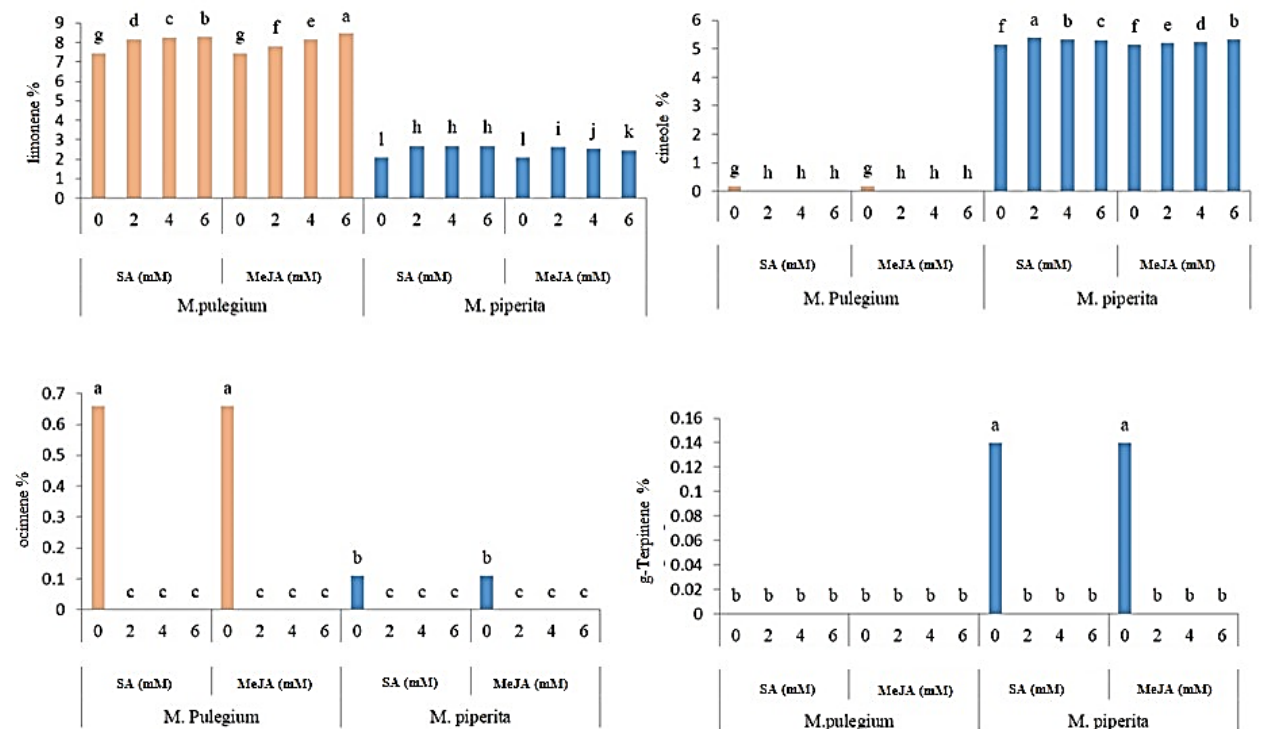 limonene %
9
8
7
6
5
4
3
2
1
0
g d c b g f e a l h h h l i j k
0 2 4 6 0 2 4 6 0 2 4 6 0 2 4 6
SA (mM) MeJA (mM) SA (mM) MeJA (mM)
M.pulegium M. piperita
cineole %
6
5
4
3
2
1
0
g h h h g h h h f a b c f e d b
0 2 4 6 0 2 4 6 0 2 4 6 0 2 4 6
SA (mM) MeJA (mM) SA (mM) MeJA (mM)
M. Pulegium M. piperita
ocimene %
0.7
0.6
0.5
0.4
0.3
0.2
0.1
0
a c c c a c c c b c c c b c c c
0 2 4 6 0 2 4 6 0 2 4 6 0 2 4 6
SA (mM) MeJA (mM) SA (mM) MeJA (mM)
M. Pulegium M. piperita
g-Terpinene %
0.16
0.14
0.12
0.1
0.08
0.06
0.04
0.02
0
b b b b b b b b a b b b a b b b
0 2 4 6 0 2 4 6 0 2 4 6 0 2 4 6
SA (mM) MeJA (mM) SA (mM) MeJA (mM)
M.pulegium M. piperita